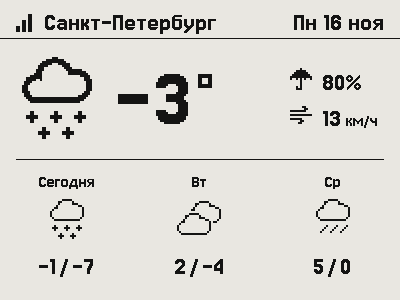 Санкт-Петербург Пн 16 ноя
-3°
80%
13 км/ч
Сегодня Вт Ср
-1 / -7 2 / -4 5 / 0